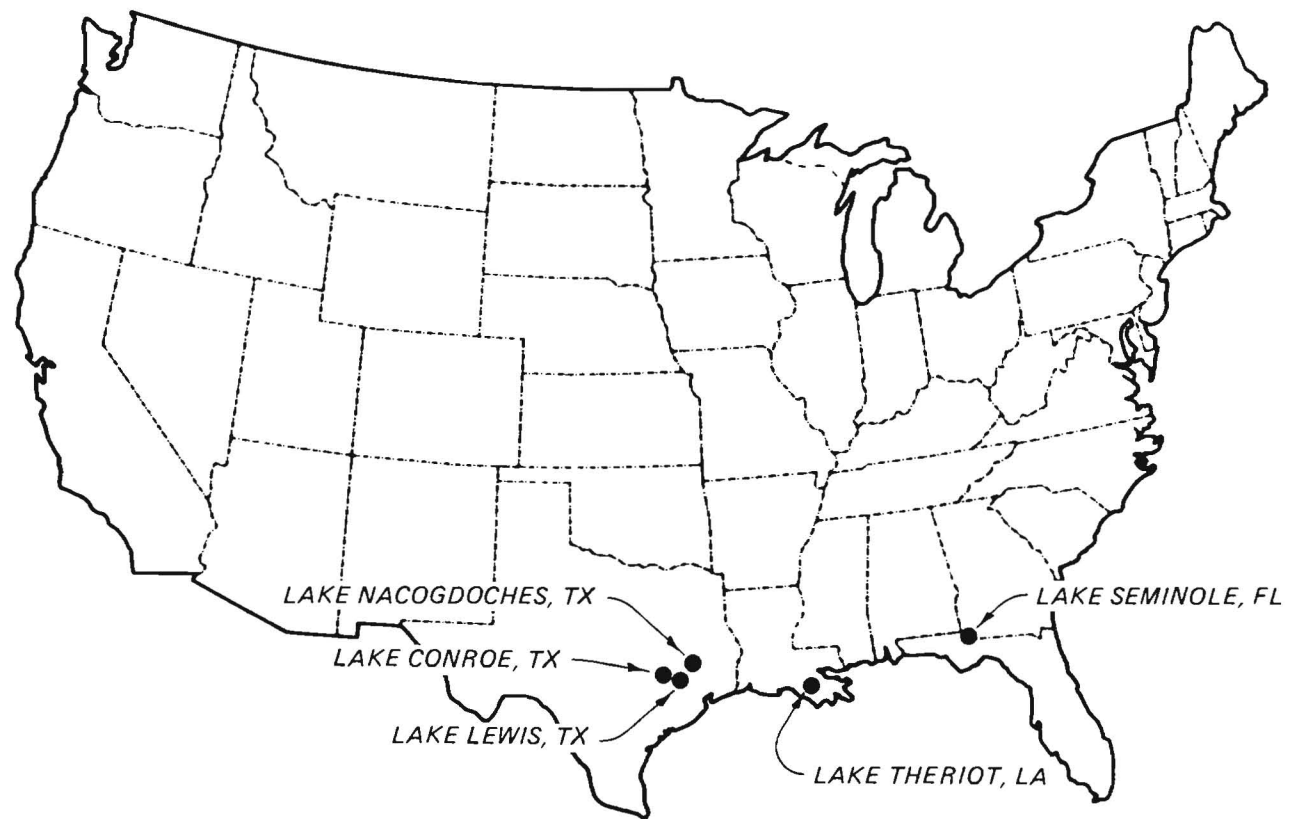 LAKE NACOGDOCHES, TX
LAKE SEMINOLE, FL
LAKE CONROE, TX
LAKE LEWIS, TX
LAKE THERIOT, LA